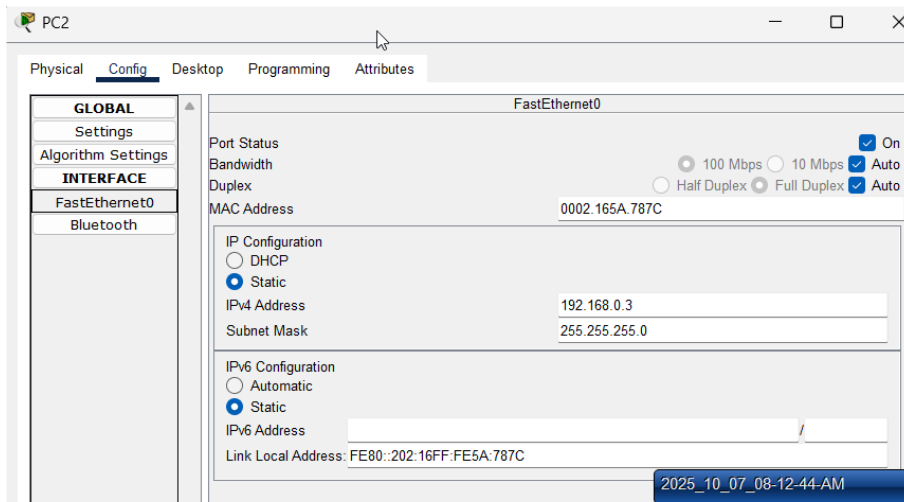 PC2
Physical Config Desktop Programming Attributes
GLOBAL
Settings
Algorithm Settings
INTERFACE
FastEthernet0
Bluetooth
FastEthernet0
Port Status On
Bandwidth 100 Mbps 10 Mbps Auto
Duplex Half Duplex Full Duplex Auto
MAC Address 0002.165A.787C
IP Configuration
DHCP
Static
IPv4 Address 192.168.0.3
Subnet Mask 255.255.255.0
IPv6 Configuration
Automatic
Static
IPv6 Address /
Link Local Address: FE80::202:16FF:FE5A:787C
2025_10_07_08-12-44-AM